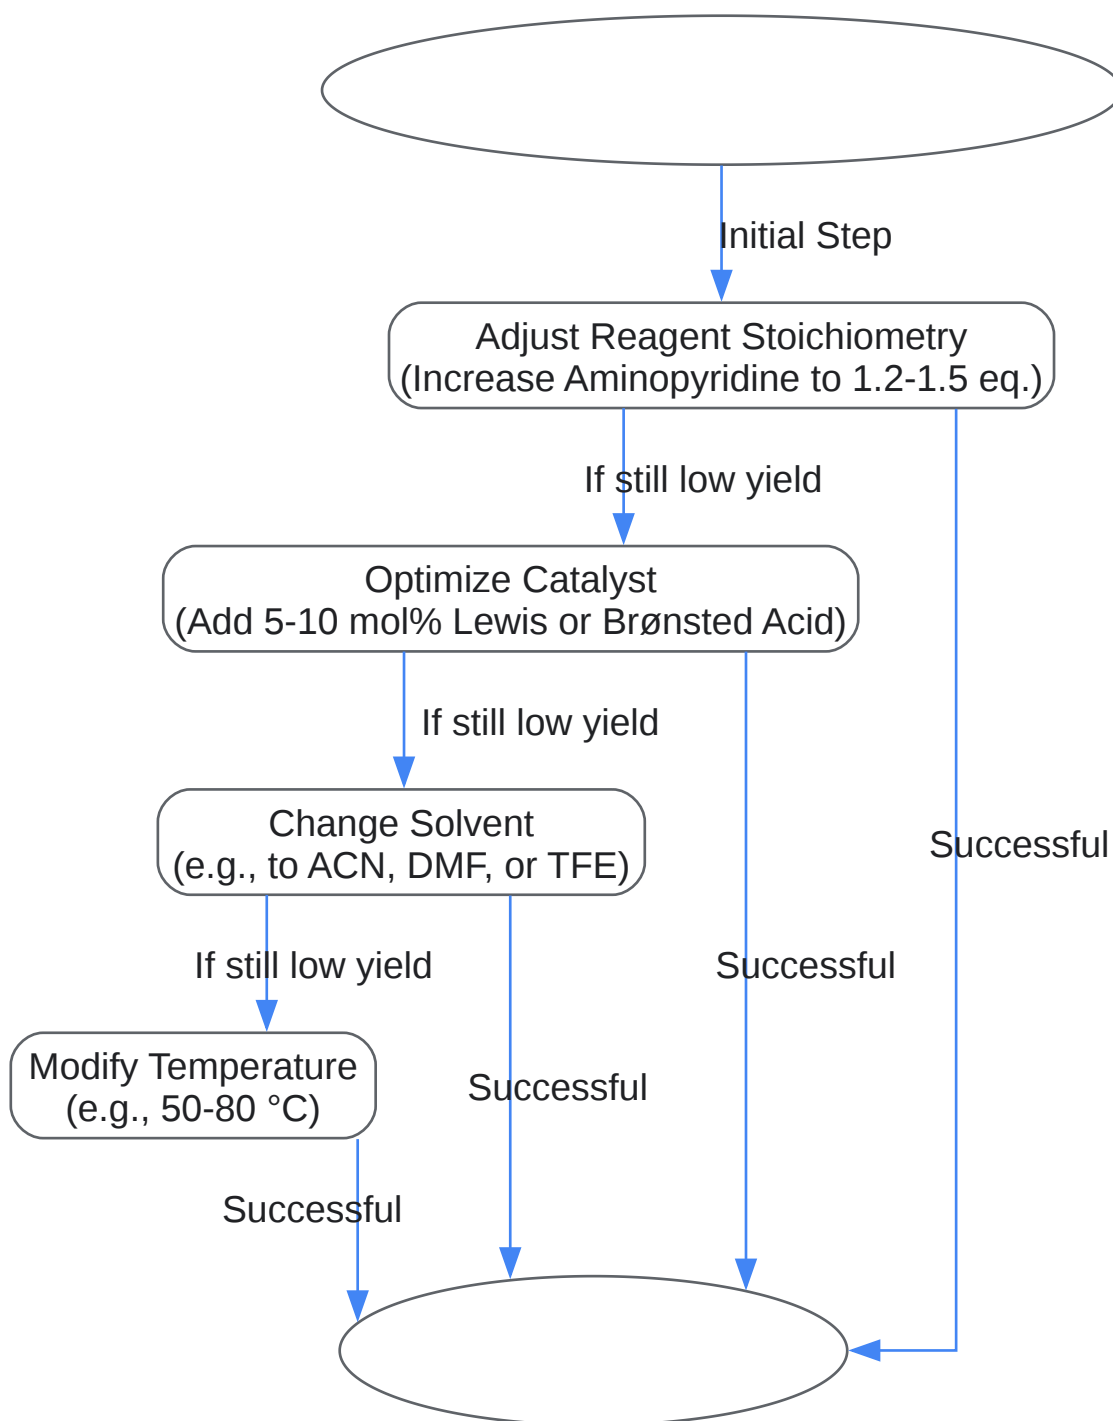 Initial Step
Adjust Reagent Stoichiometry
(Increase Aminopyridine to 1.2-1.5 eq.)
If still low yield
Optimize Catalyst
(Add 5-10 mol% Lewis or Brønsted Acid)
If still low yield
Change Solvent
(e.g., to ACN, DMF, or TFE)
Successful
If still low yield
Successful
Modify Temperature
(e.g., 50-80 °C)
Successful
Successful